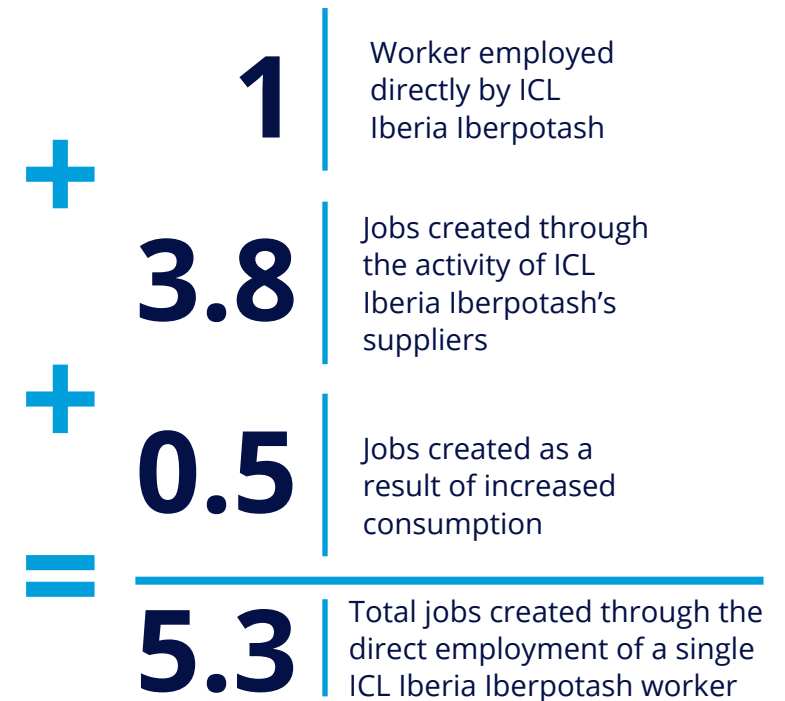 1
Worker employed
directly by ICL
Iberia Iberpotash
+
3.8
Jobs created through
the activity of ICL
Iberia Iberpotash’s
suppliers
+
0.5
Jobs created as a
result of increased
consumption
=
5.3
Total jobs created through the
direct employment of a single
ICL Iberia Iberpotash worker